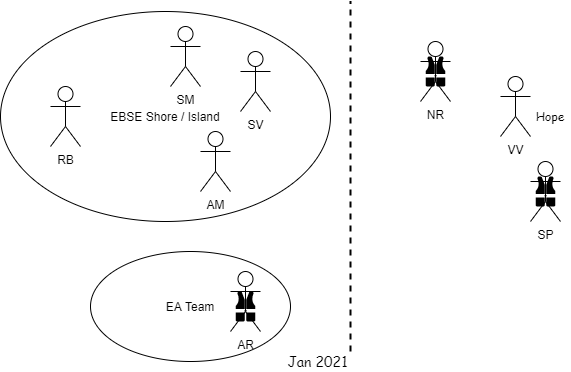 SM
EBSE Shore / Island
SV
RB
AM
NR
Hope
VV
SP
EA Team
AR
Jan 2021